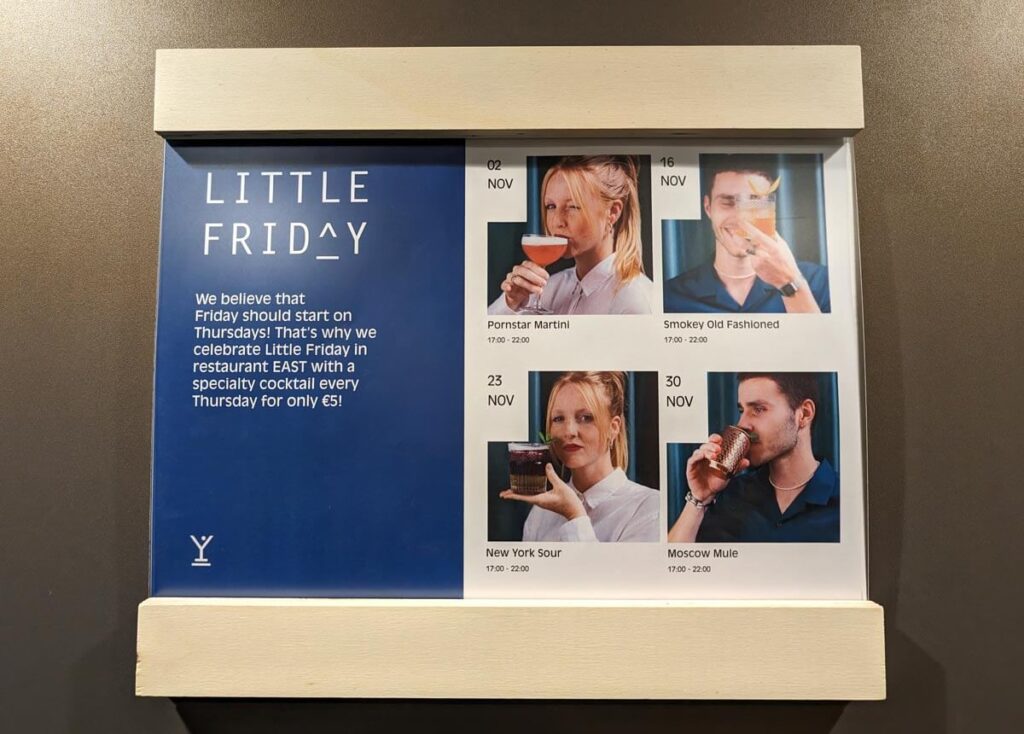 LITTLE
FRID^Y
We believe that
Friday should start on
Thursdays! That's why we
celebrate Little Friday in
restaurant EAST with a
specialty cocktail every
Thursday for only €5!
Y
02
NOV
Pornstar Martini
17:00 - 22:00
16
NOV
Smokey Old Fashioned
17:00 - 22:00
23
NOV
New York Sour
17:00 - 22:00
30
NOV
Moscow Mule
17:00 - 22:00